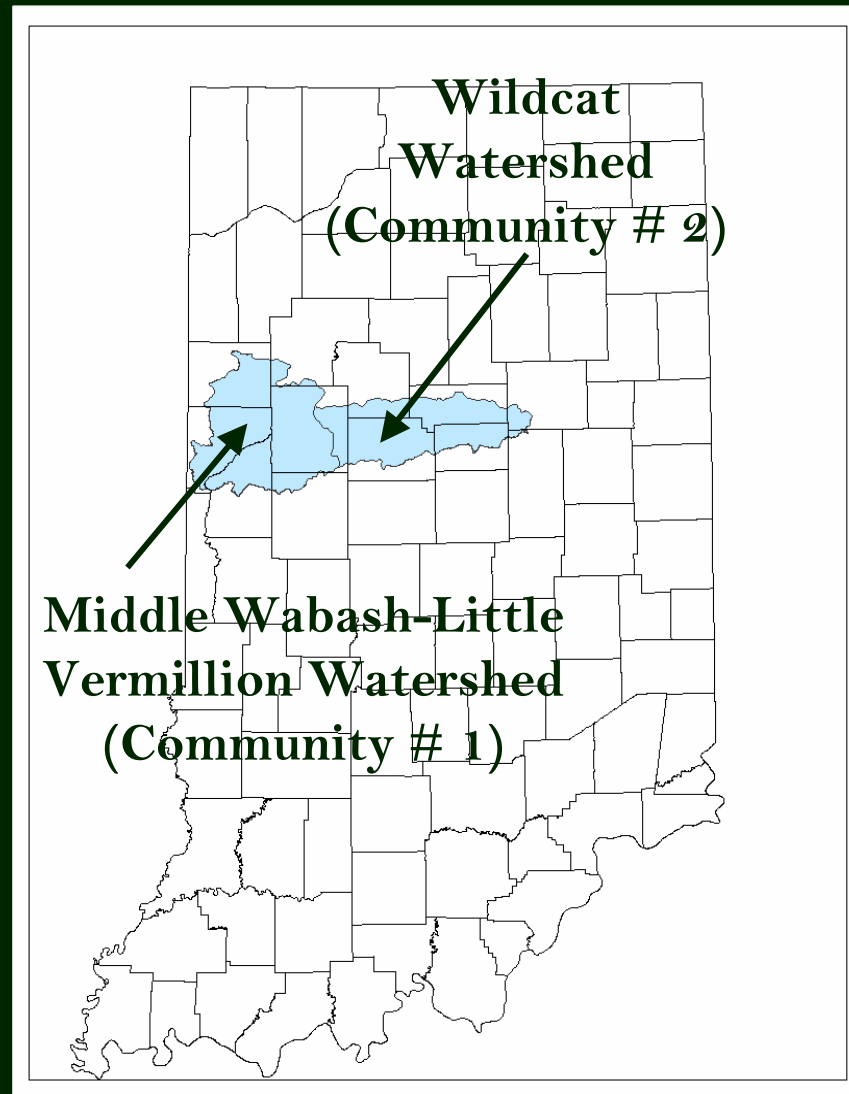 Wildcat
Watershed
(Community # 2)
Middle Wabash-Little
Vermillion Watershed
(Community # 1)